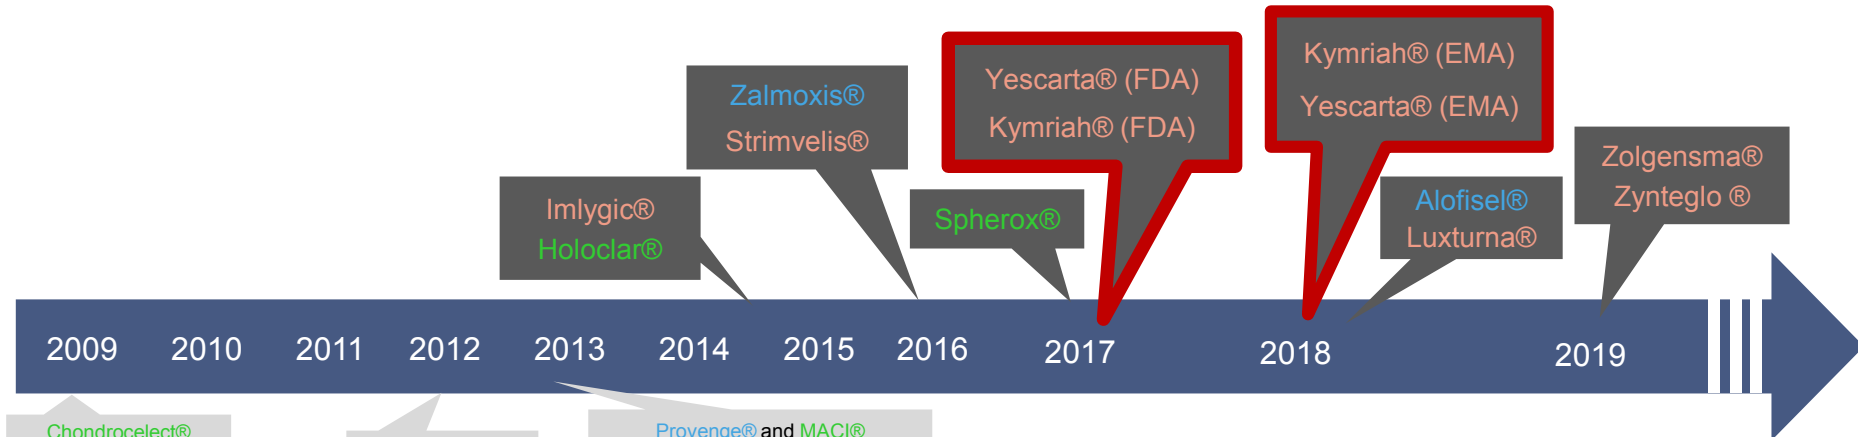 Kymriah® (EMA)
Yescarta® (EMA)
Yescarta® (FDA)
Kymriah® (FDA)
Zalmoxis®
Strimvelis®
Zolgensma®
Zynteglo ®
Imlygic®
Holoclar®
Spherox®
Alofisel®
Luxturna®
2009 2010 2011 2012 2013 2014 2015 2016 2017 2018 2019
Chondrocelect®
Provenge® and MACI®